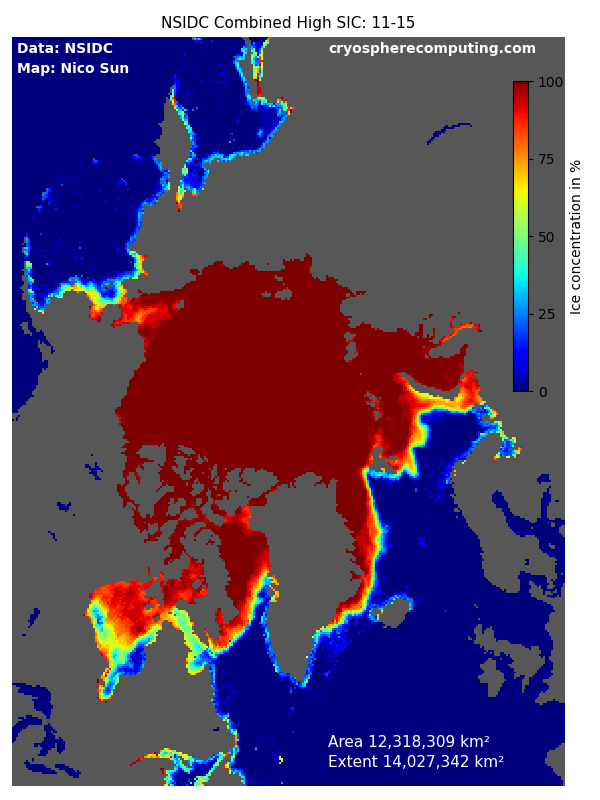 NSIDC Combined High SIC: 11-15
Data: NSIDC
Map: Nico Sun
cryospherecomputing.com
100
75
50
25
0
Ice concentration in %
Area 12,318,309 km²
Extent 14,027,342 km²